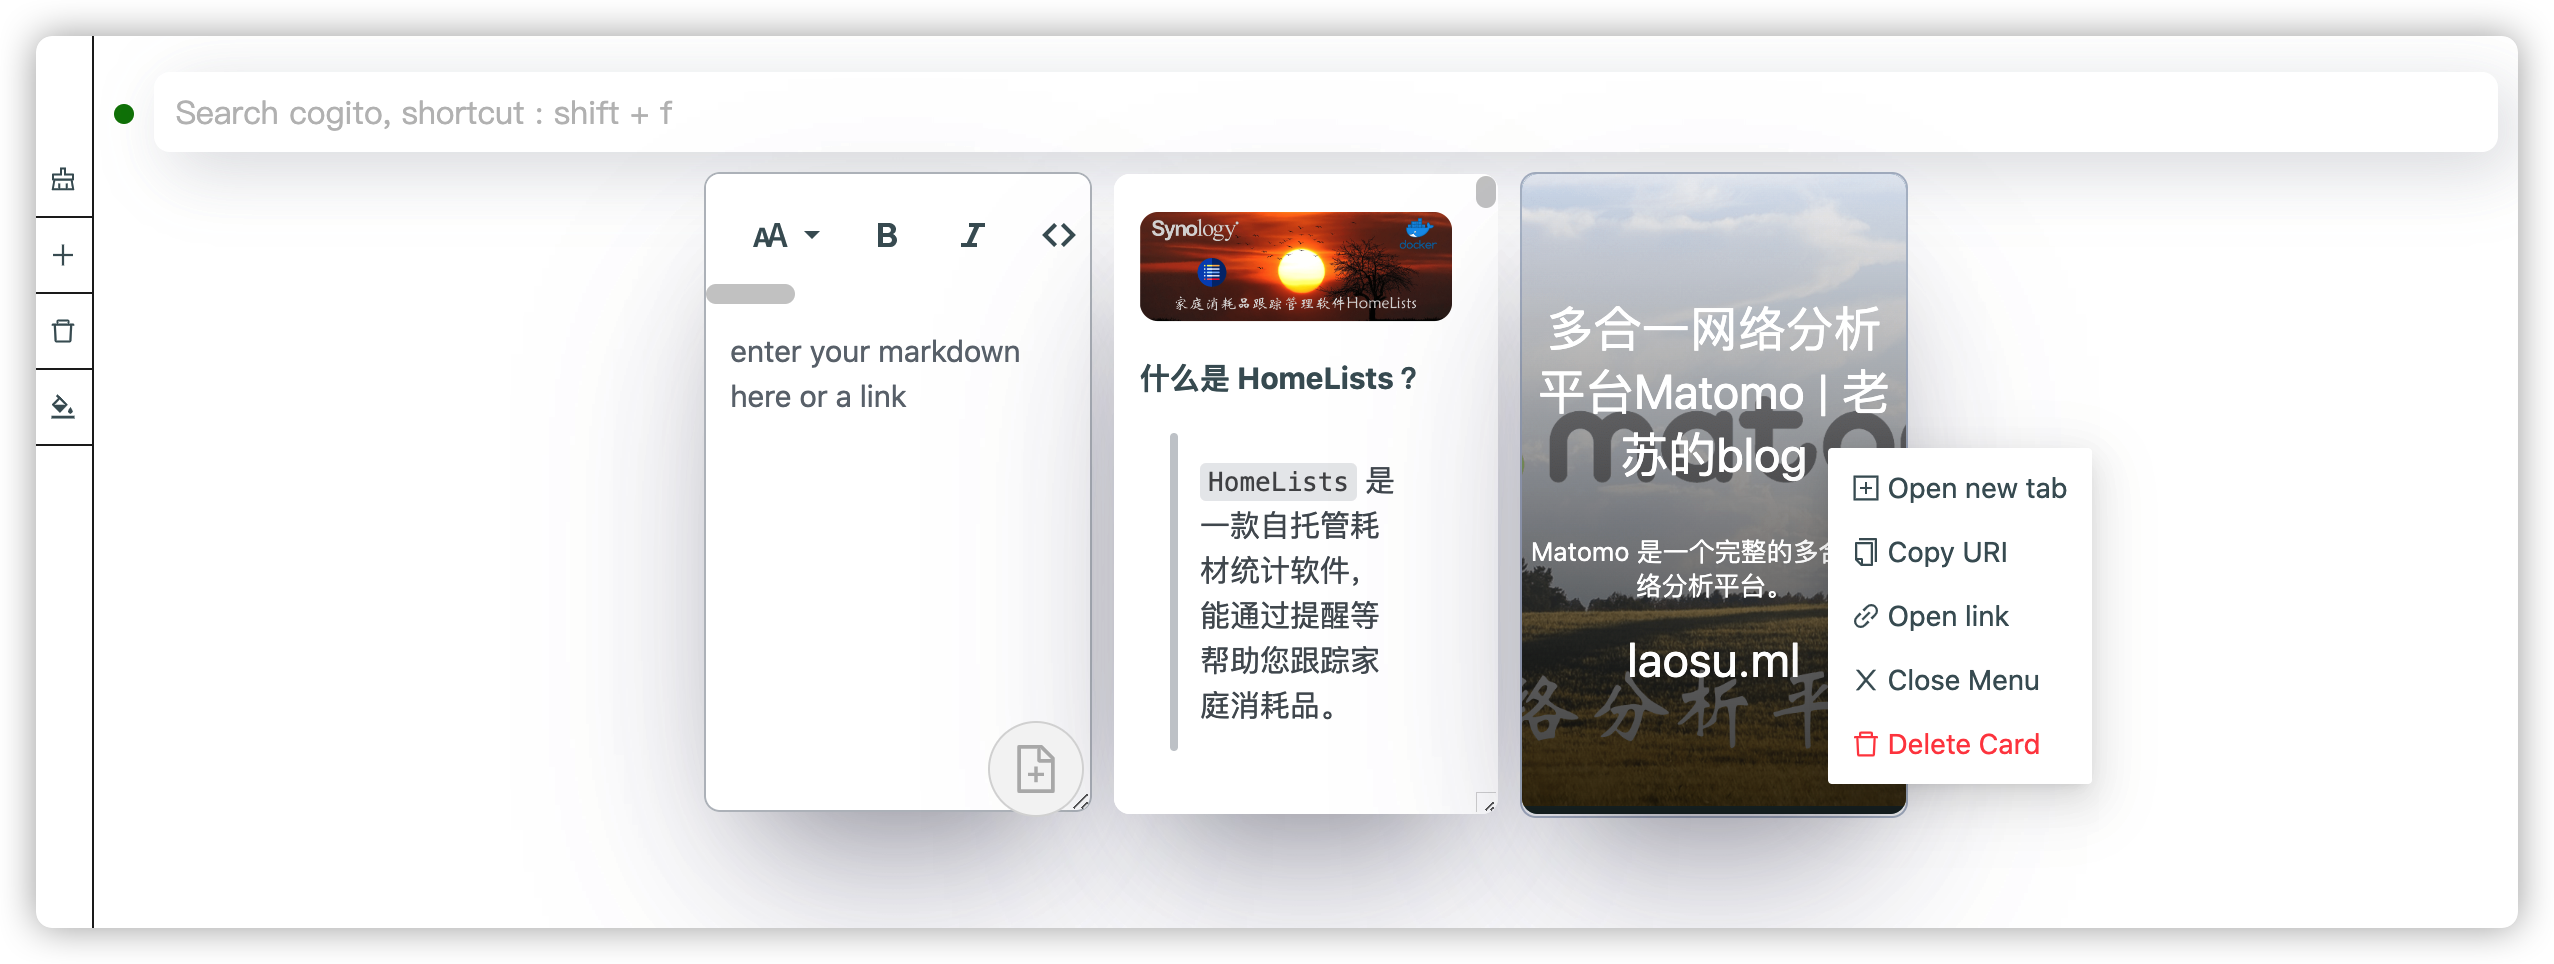 Search cogito, shortcut : shift + f
AA
B
I
<>
enter your markdown
here or a link
Synology
docker
家庭消耗品跟踪管理软件HomeLists
什么是 HomeLists ?
HomeLists 是
一款自托管耗
材统计软件,
能通过提醒等
帮助您跟踪家
庭消耗品。
多合一网络分析
平台Matomo | 老
苏的blog
mato
Matomo 是一个完整的多合
络分析平台。
laosu.ml
络分析平
Open new tab
Copy URI
Open link
Close Menu
Delete Card